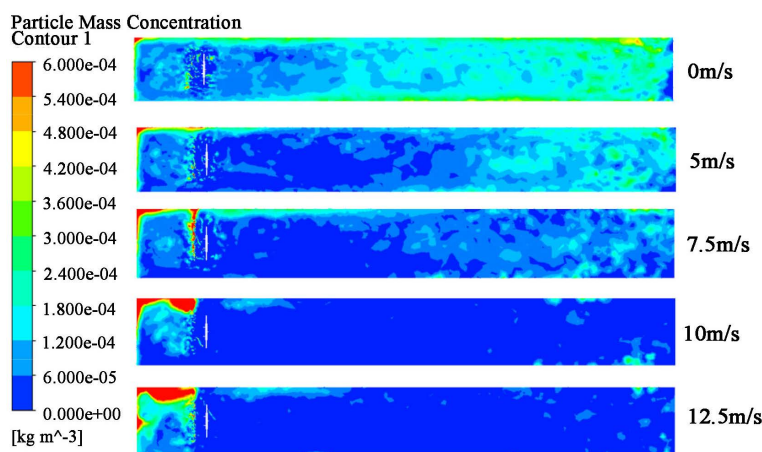 Particle Mass Concentration
Contour 1
6.000e-04
5.400e-04
4.800e-04
4.200e-04
3.600e-04
3.000e-04
2.400e-04
1.800e-04
1.200e-04
6.000e-05
0.000e+00
[kg m^-3]
0m/s
5m/s
7.5m/s
10m/s
12.5m/s